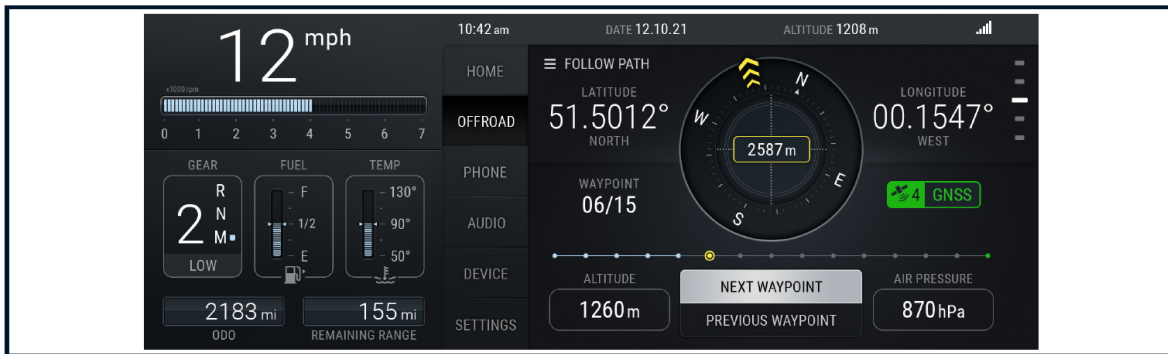 12 mph
x1000 rpm
0 1 2 3 4 5 6 7
GEAR
2
R
N
M
LOW
FUEL
F
1/2
E
TEMP
130°
90°
50°
2183 mi
ODO
155 mi
REMAINING RANGE
10:42 am
DATE 12.10.21
ALTITUDE 1208 m
HOME
OFFROAD
PHONE
AUDIO
DEVICE
SETTINGS
FOLLOW PATH
LATITUDE
51.5012°
NORTH
N
W
E
S
2587 m
LONGITUDE
00.1547°
WEST
WAYPOINT
06/15
4 GNSS
ALTITUDE
1260 m
NEXT WAYPOINT
PREVIOUS WAYPOINT
AIR PRESSURE
870 hPa